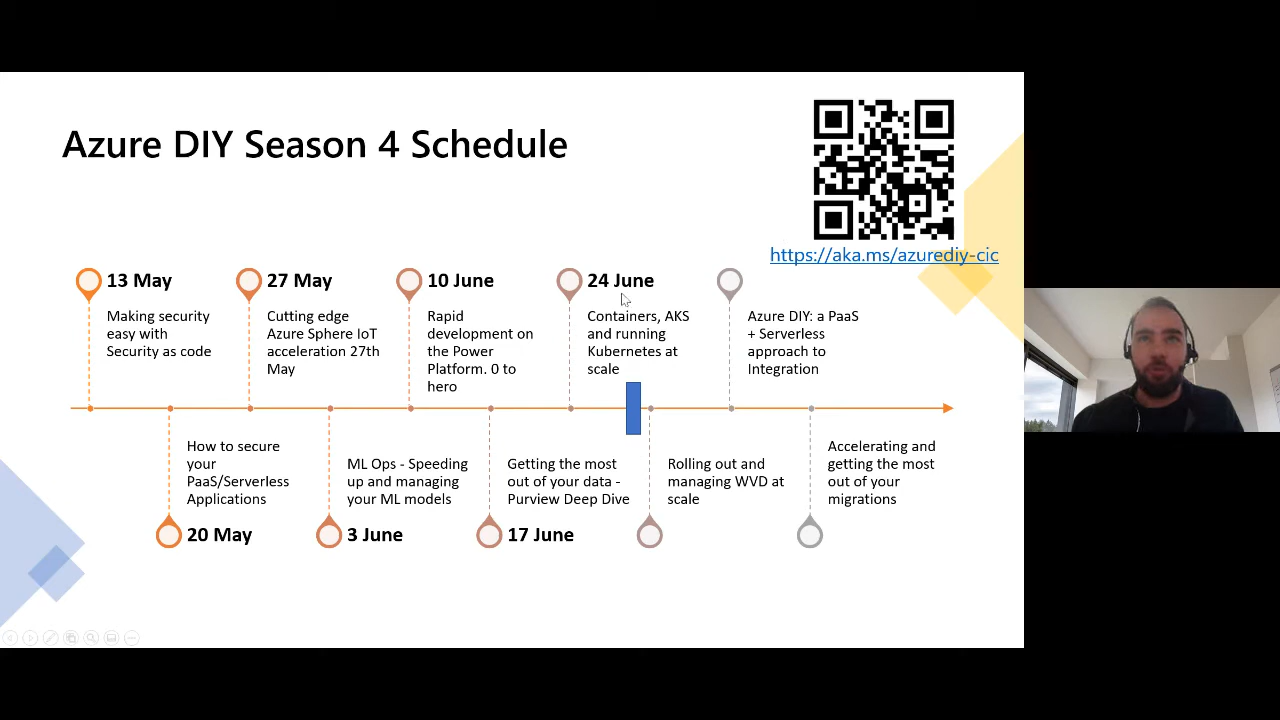 Azure DIY Season 4 Schedule
https://aka.ms/azurediy-cic
13 May
Making security
easy with
Security as code
27 May
Cutting edge
Azure Sphere IoT
acceleration 27th
May
10 June
Rapid
development on
the Power
Platform. 0 to
hero
24 June
Containers, AKS
and running
Kubernetes at
scale
Azure DIY: a PaaS
+ Serverless
approach to
Integration
How to secure
your
PaaS/Serverless
Applications
20 May
ML Ops - Speeding
up and managing
your ML models
3 June
Getting the most
out of your data -
Purview Deep Dive
17 June
Rolling out and
managing WVD at
scale
Accelerating and
getting the most
out of your
migrations